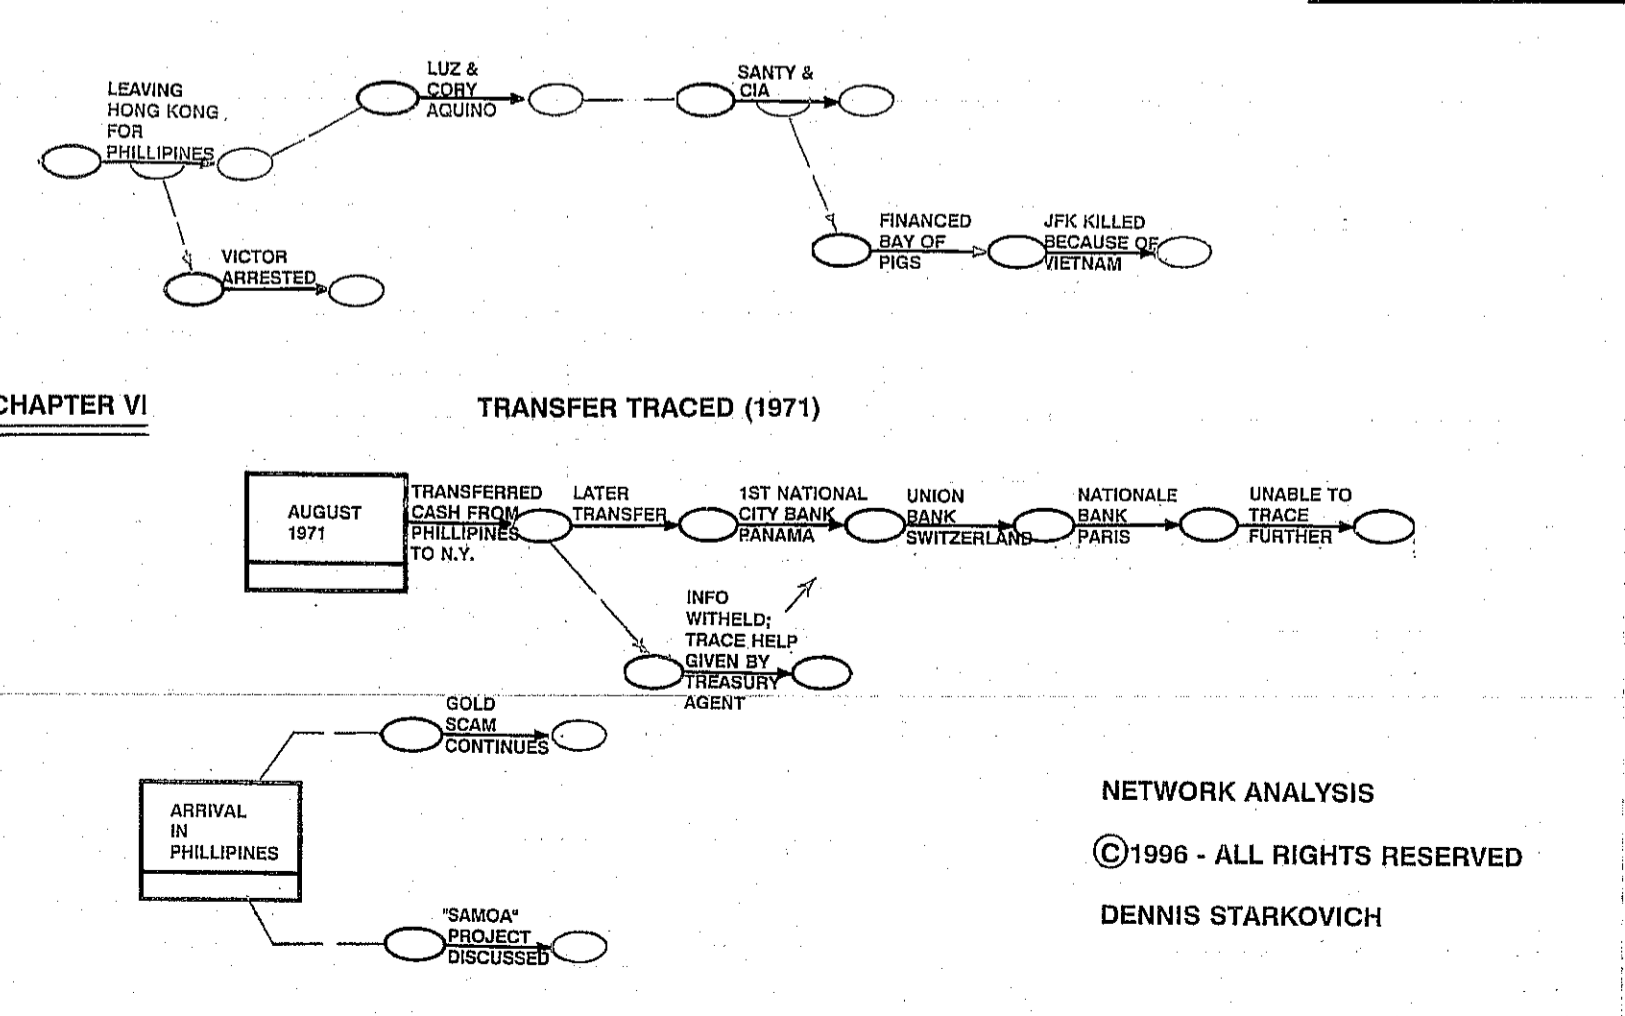 LEAVING
HONG KONG
FOR
PHILLIPINES
LUZ &
CORY
AQUINO
SANTY &
CIA
VICTOR
ARRESTED
FINANCED
BAY OF
PIGS
JFK KILLED
BECAUSE OF
VIETNAM
CHAPTER VI
TRANSFER TRACED (1971)
AUGUST
1971
TRANSFERRED
CASH FROM
PHILLIPINES
TO N.Y.
LATER
TRANSFER
1ST NATIONAL
CITY BANK
PANAMA
UNION
BANK
SWITZERLAND
NATIONALE
BANK
PARIS
UNABLE TO
TRACE
FURTHER
INFO
WITHELD;
TRACE HELP
GIVEN BY
TREASURY
AGENT
GOLD
SCAM
CONTINUES
ARRIVAL
IN
PHILLIPINES
"SAMOA"
PROJECT
DISCUSSED
NETWORK ANALYSIS
©1996 - ALL RIGHTS RESERVED
DENNIS STARKOVICH